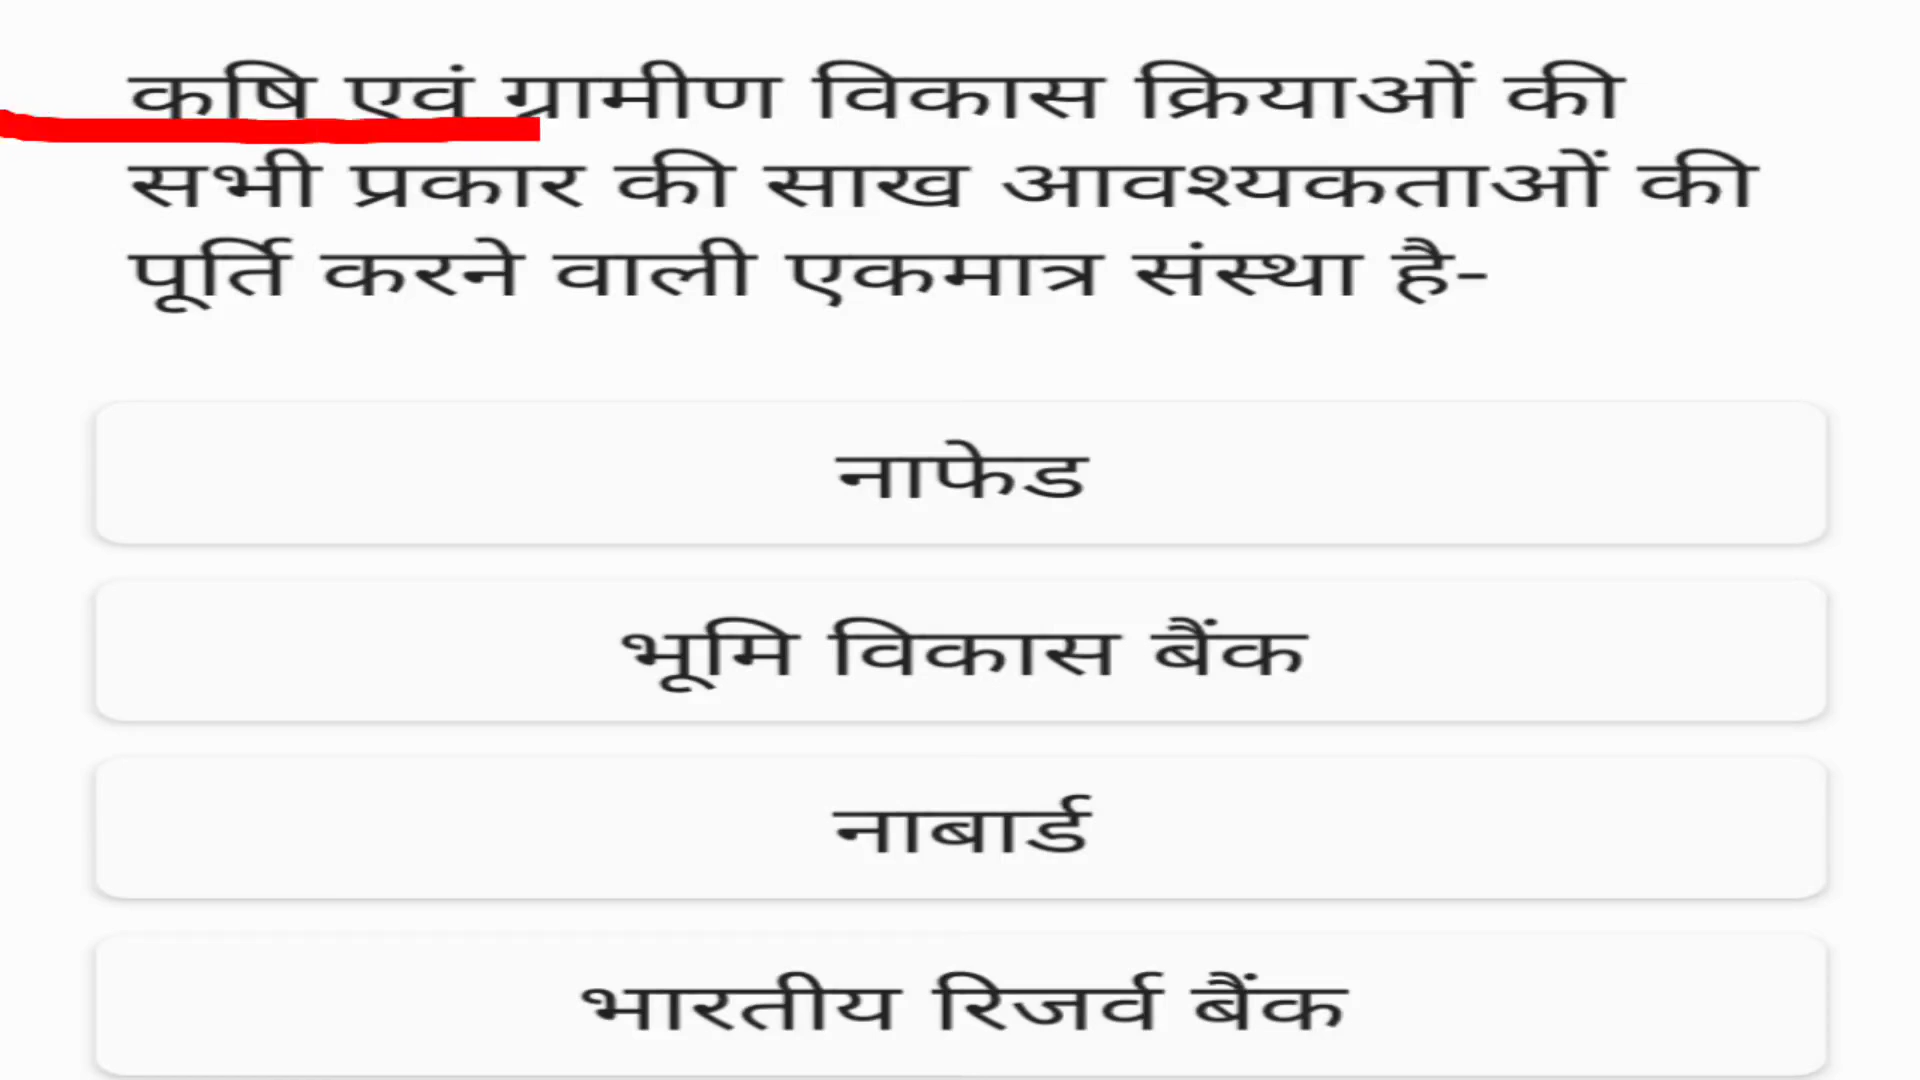 कृषि एवं ग्रामीण विकास क्रियाओं की
सभी प्रकार की साख आवश्यकताओं की
पूर्ति करने वाली एकमात्र संस्था है-
नाफेड
भूमि विकास बैंक
नाबार्ड
भारतीय रिजर्व बैंक